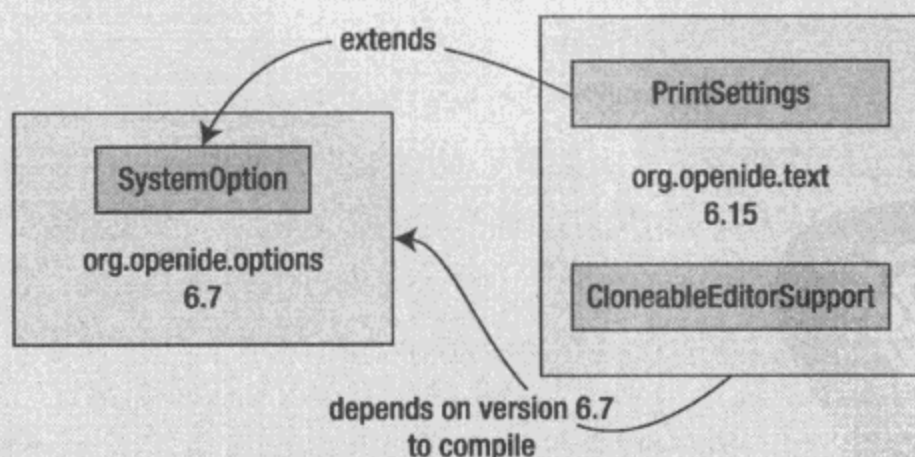 extends
PrintSettings
SystemOption
org.openide.text
6.15
org.openide.options
6.7
CloneableEditorSupport
depends on version 6.7
to compile